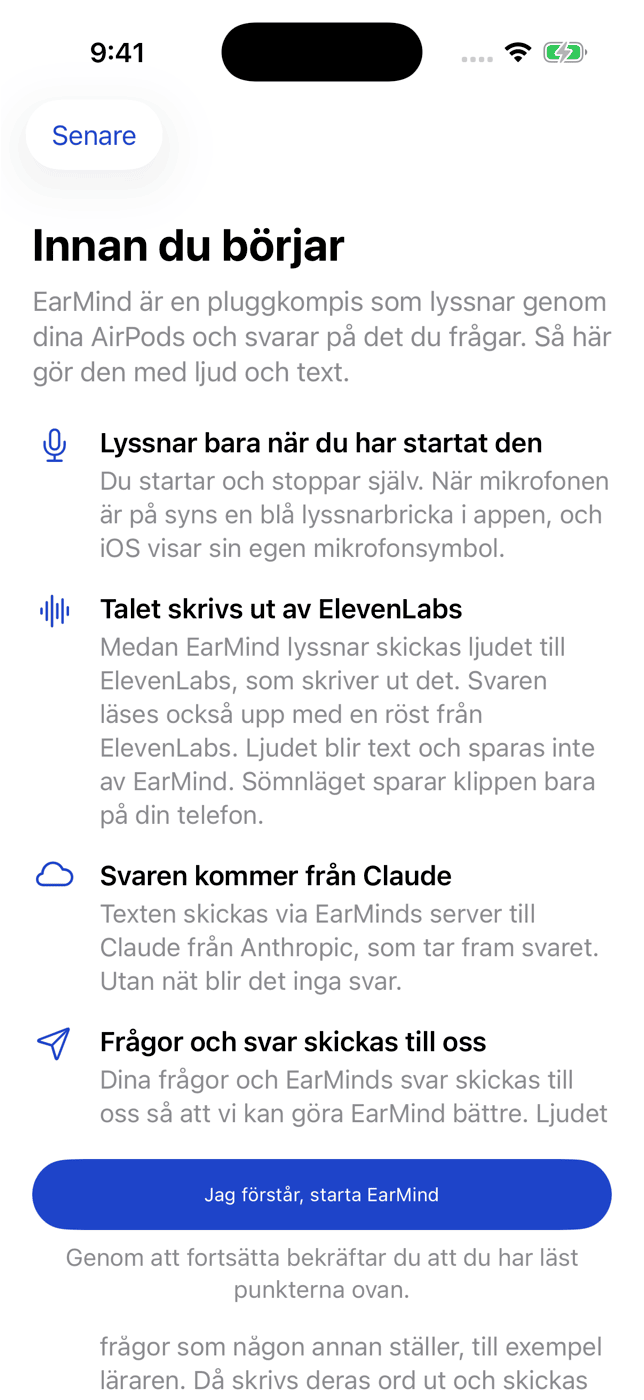 9:41
Senare
Innan du börjar
EarMind är en pluggkompis som lyssnar genom
dina AirPods och svarar på det du frågar. Så här
gör den med ljud och text.
Lyssnar bara när du har startat den
Du startar och stoppar själv. När mikrofonen
är på syns en blå lyssnarbricka i appen, och
iOS visar sin egen mikrofonsymbol.
Talet skrivs ut av ElevenLabs
Medan EarMind lyssnar skickas ljudet till
ElevenLabs, som skriver ut det. Svaren
läses också upp med en röst från
ElevenLabs. Ljudet blir text och sparas inte
av EarMind. Sömnläget sparar klippen bara
på din telefon.
Svaren kommer från Claude
Texten skickas via EarMinds server till
Claude från Anthropic, som tar fram svaret.
Utan nät blir det inga svar.
Frågor och svar skickas till oss
Dina frågor och EarMinds svar skickas till
oss så att vi kan göra EarMind bättre. Ljudet
Jag förstår, starta EarMind
Genom att fortsätta bekräftar du att du har läst
punkterna ovan.
frågor som någon annan ställer, till exempel
läraren. Då skrivs deras ord ut och skickas